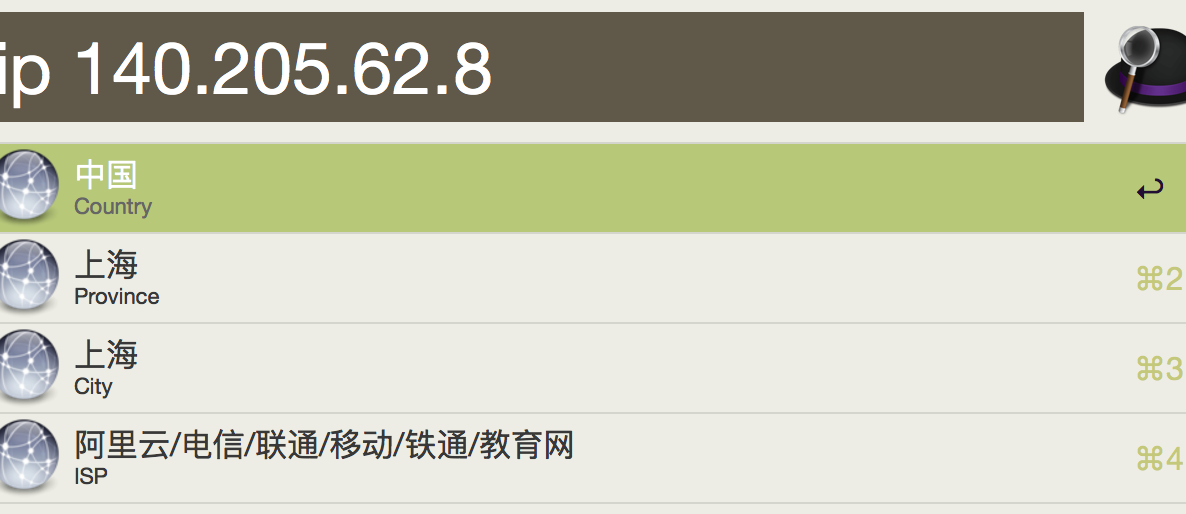 ip 140.205.62.8
中国
Country
上海
Province
⌘2
上海
City
⌘3
阿里云/电信/联通/移动/铁通/教育网
ISP
⌘4